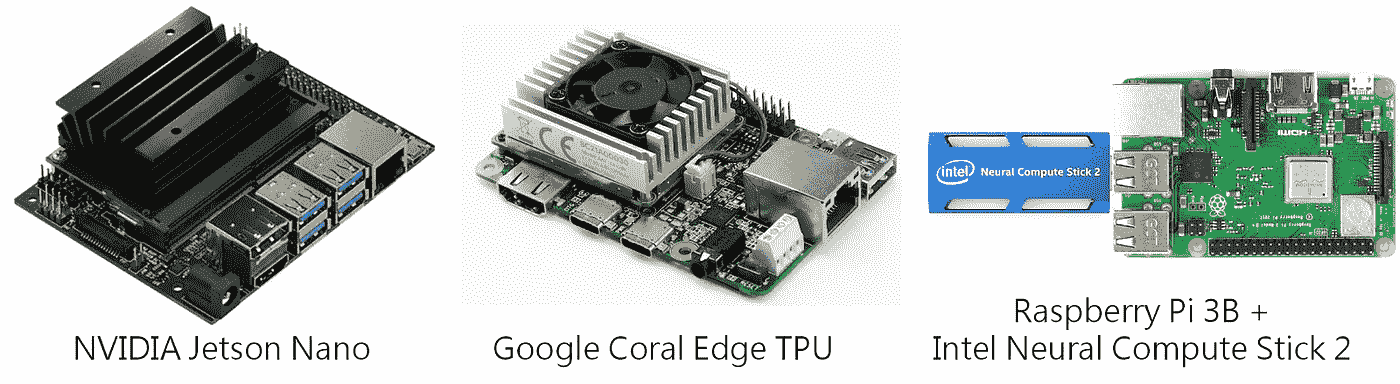 intel Neural Compute Stick 2
HDMI
NVIDIA Jetson Nano
Google Coral Edge TPU
Raspberry Pi 3B +
Intel Neural Compute Stick 2